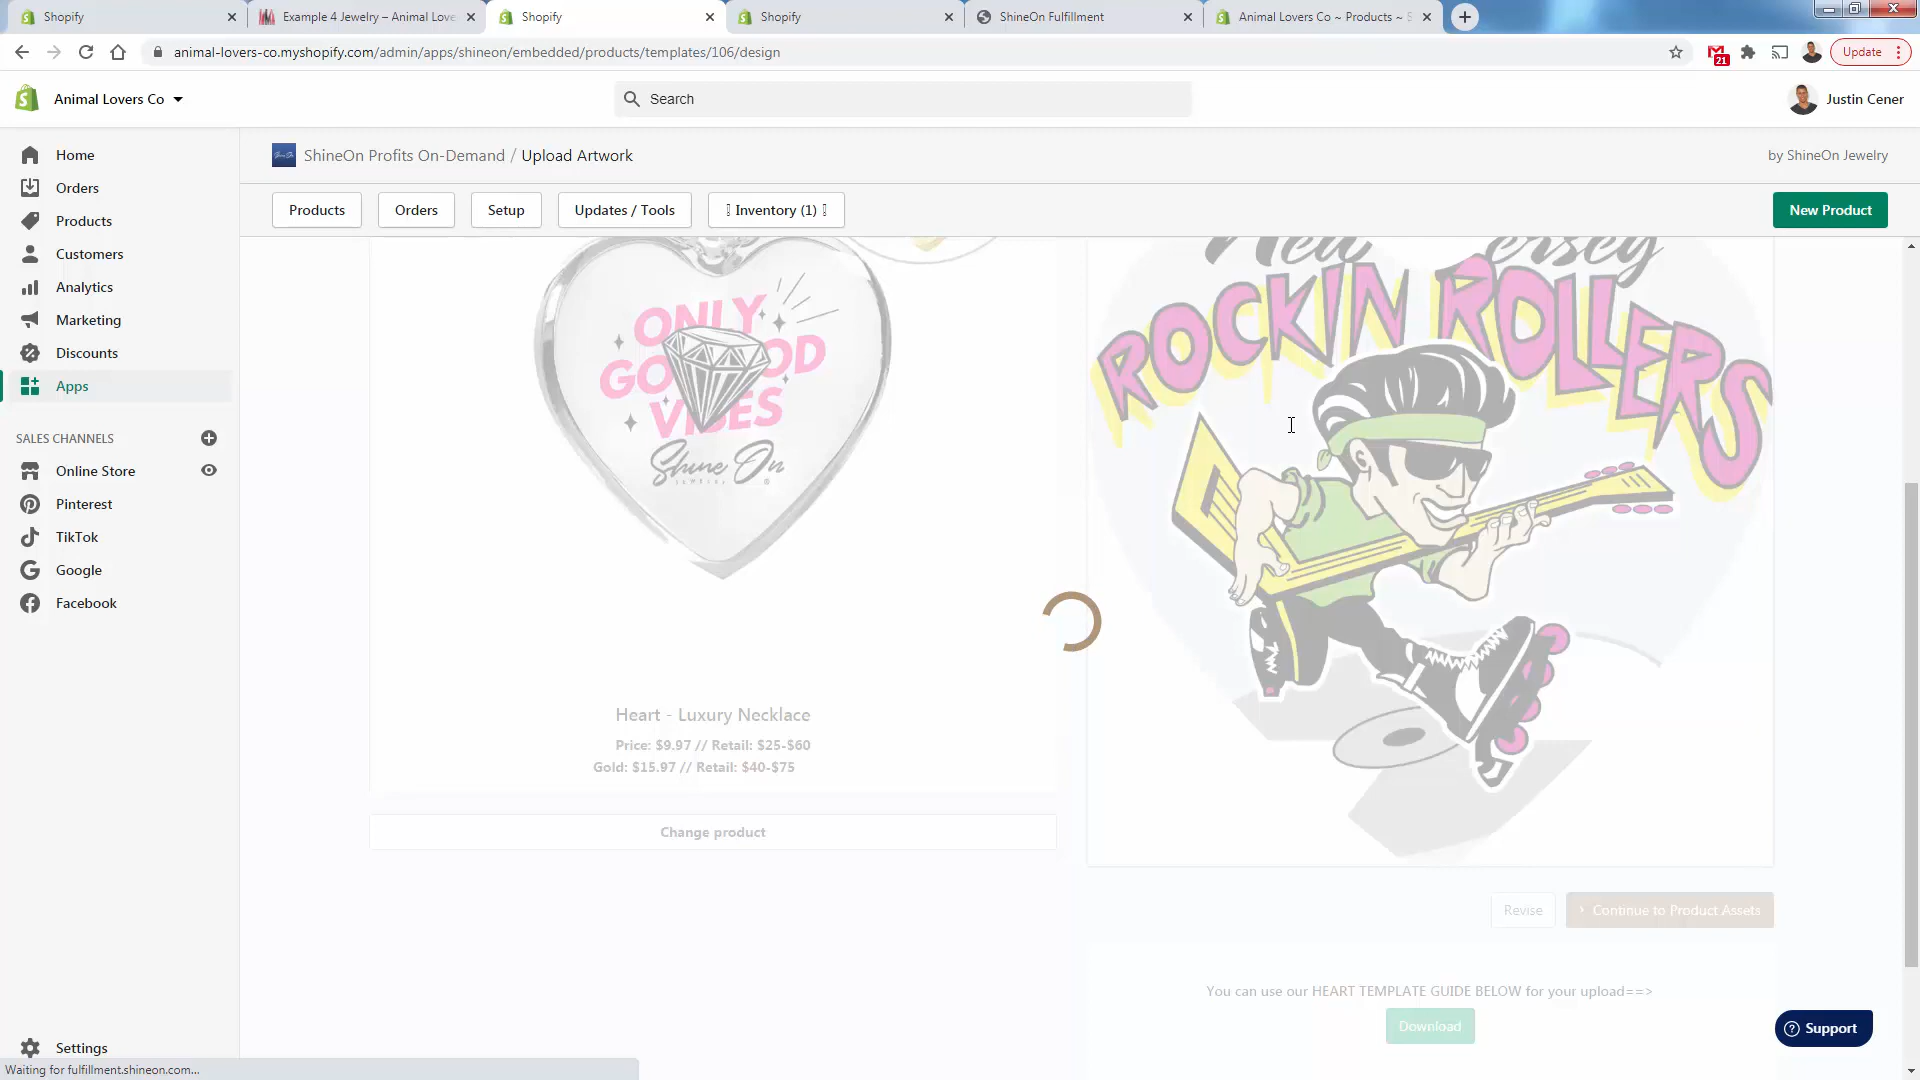 Shopify
Example 4 Jewelry – Animal Love
Shopify
Shopify
ShineOn Fulfillment
Animal Lovers Co ~ Products ~ S
animal-lovers-co.myshopify.com/admin/apps/shineon/embedded/products/templates/106/design
21
Update
Animal Lovers Co
Search
Justin Cener
Home
Orders
Products
Customers
Analytics
Marketing
Discounts
Apps
SALES CHANNELS
Online Store
Pinterest
TikTok
Google
Facebook
Settings
ShineOn Profits On-Demand / Upload Artwork
by ShineOn Jewelry
Products
Orders
Setup
Updates / Tools
Inventory (1)
New Product
ONLY
GOOD
VIBES
Shine On
JEWELRY
Heart - Luxury Necklace
Price: $9.97 // Retail: $25-$60
Gold: $15.97 // Retail: $40-$75
Change product
New Jersey
ROCKIN ROLLERS
Revise
Continue to Product Assets
You can use our HEART TEMPLATE GUIDE BELOW for your upload==>
Download
Support
Waiting for fulfillment.shineon.com...